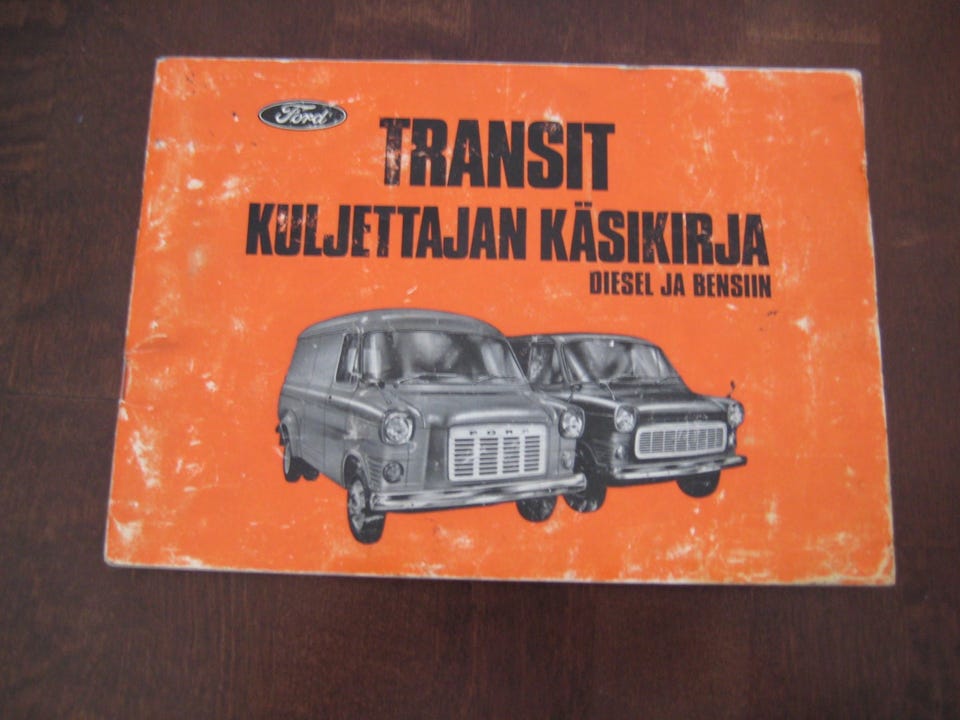 Ford
TRANSIT
KULJETTAJAN KÄSIKIRJA
DIESEL JA BENSIIN
FORD